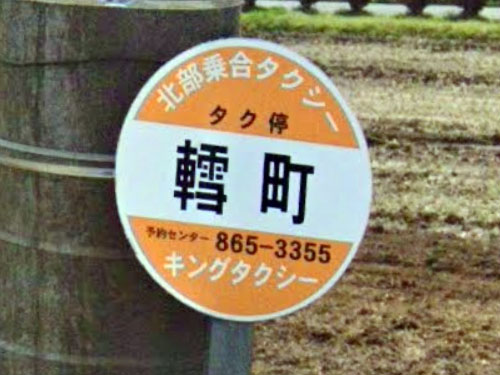 北部乗合タクシー
タク停
轌町
予約センター 865-3355
キングタクシー